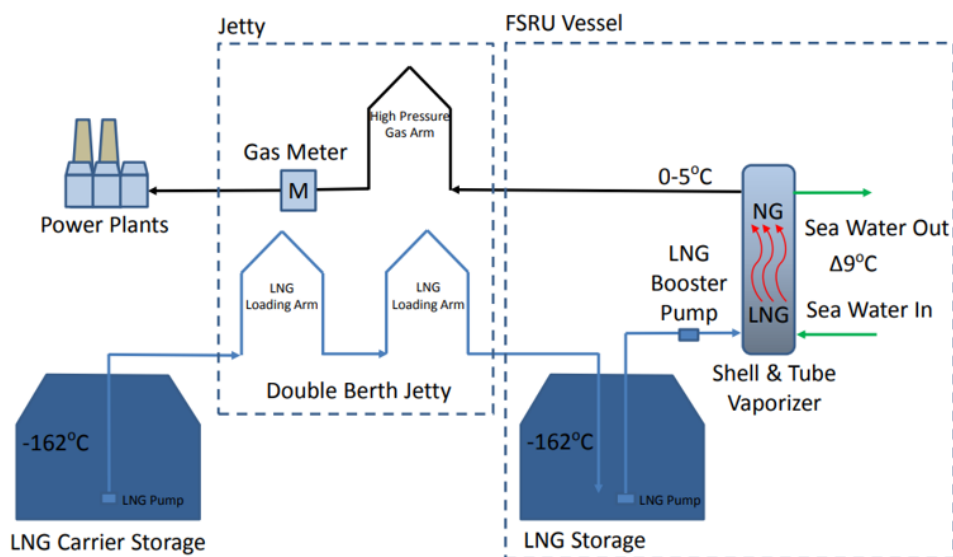 Jetty
FSRU Vessel
High Pressure
Gas Arm
Gas Meter
M
0-5°C
NG
Power Plants
Sea Water Out
Δ9°C
LNG
Loading Arm
LNG
Loading Arm
LNG
Booster
Pump
LNG
Sea Water In
Double Berth Jetty
Shell & Tube
Vaporizer
-162°C
-162°C
LNG Pump
LNG Pump
LNG Carrier Storage
LNG Storage